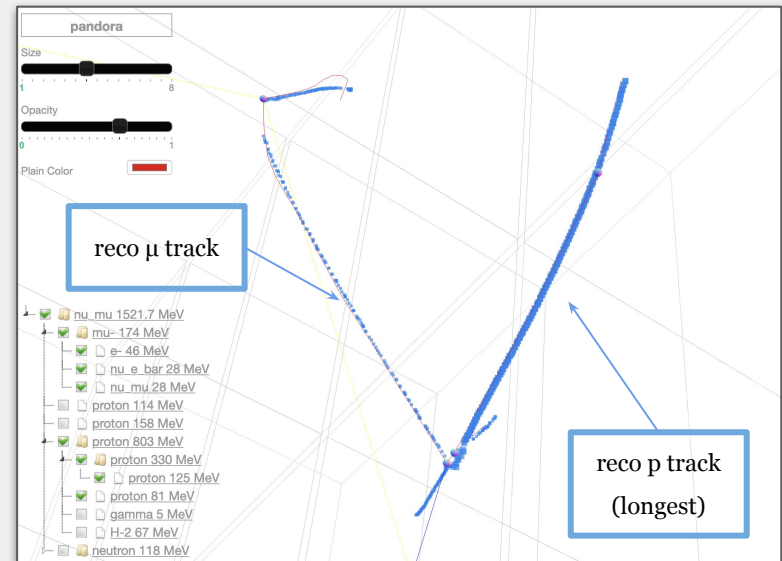 pandora
Size
1 8
Opacity
0 1
Plain Color
reco μ track
nu_mu 1521.7 MeV
mu- 174 MeV
e- 46 MeV
nu_e_bar 28 MeV
nu_mu 28 MeV
proton 114 MeV
proton 158 MeV
proton 803 MeV
proton 330 MeV
proton 125 MeV
proton 81 MeV
gamma 5 MeV
H-2 67 MeV
neutron 118 MeV
reco p track
(longest)